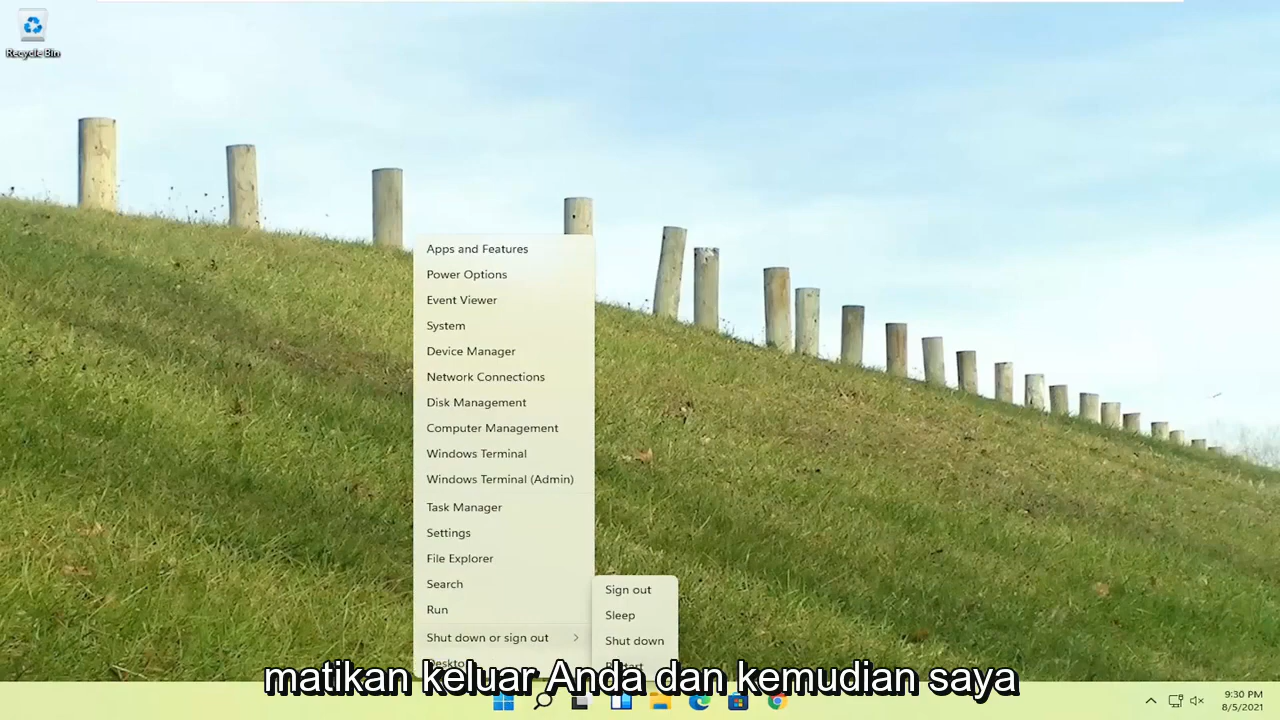 Recycle Bin
Apps and Features
Power Options
Event Viewer
System
Device Manager
Network Connections
Disk Management
Computer Management
Windows Terminal
Windows Terminal (Admin)
Task Manager
Settings
File Explorer
Search
Run
Shut down or sign out
Desktop
Sign out
Sleep
Shut down
Restart
matikan keluar Anda dan kemudian saya
9:30 PM
8/5/2021